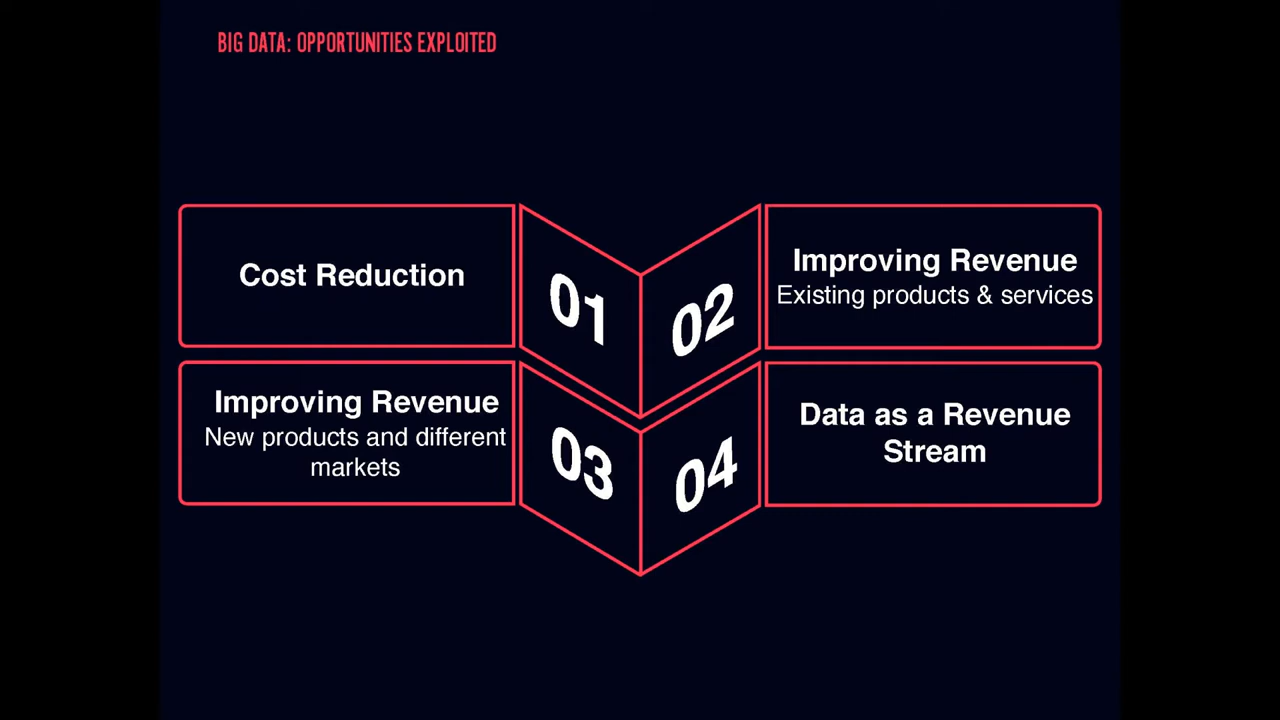 BIG DATA: OPPORTUNITIES EXPLOITED
Cost Reduction
01
02
Improving Revenue
Existing products & services
Improving Revenue
New products and different
markets
03
04
Data as a Revenue
Stream